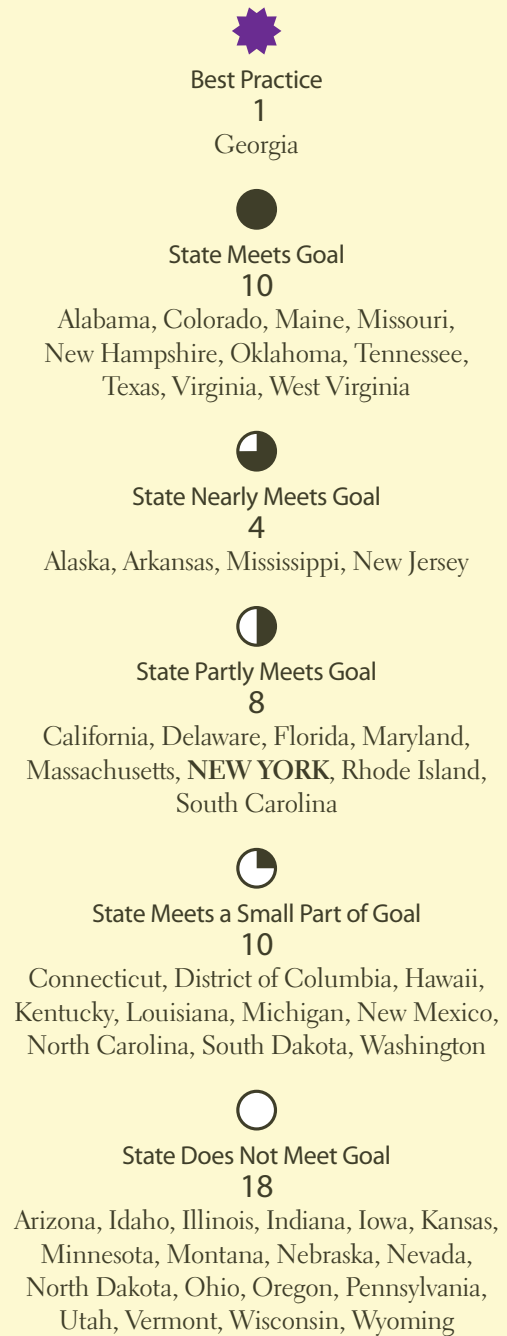 Best Practice
1
Georgia
State Meets Goal
10
Alabama, Colorado, Maine, Missouri,
New Hampshire, Oklahoma, Tennessee,
Texas, Virginia, West Virginia
State Nearly Meets Goal
4
Alaska, Arkansas, Mississippi, New Jersey
State Partly Meets Goal
8
California, Delaware, Florida, Maryland,
Massachusetts, NEW YORK, Rhode Island,
South Carolina
State Meets a Small Part of Goal
10
Connecticut, District of Columbia, Hawaii,
Kentucky, Louisiana, Michigan, New Mexico,
North Carolina, South Dakota, Washington
State Does Not Meet Goal
18
Arizona, Idaho, Illinois, Indiana, Iowa, Kansas,
Minnesota, Montana, Nebraska, Nevada,
North Dakota, Ohio, Oregon, Pennsylvania,
Utah, Vermont, Wisconsin, Wyoming